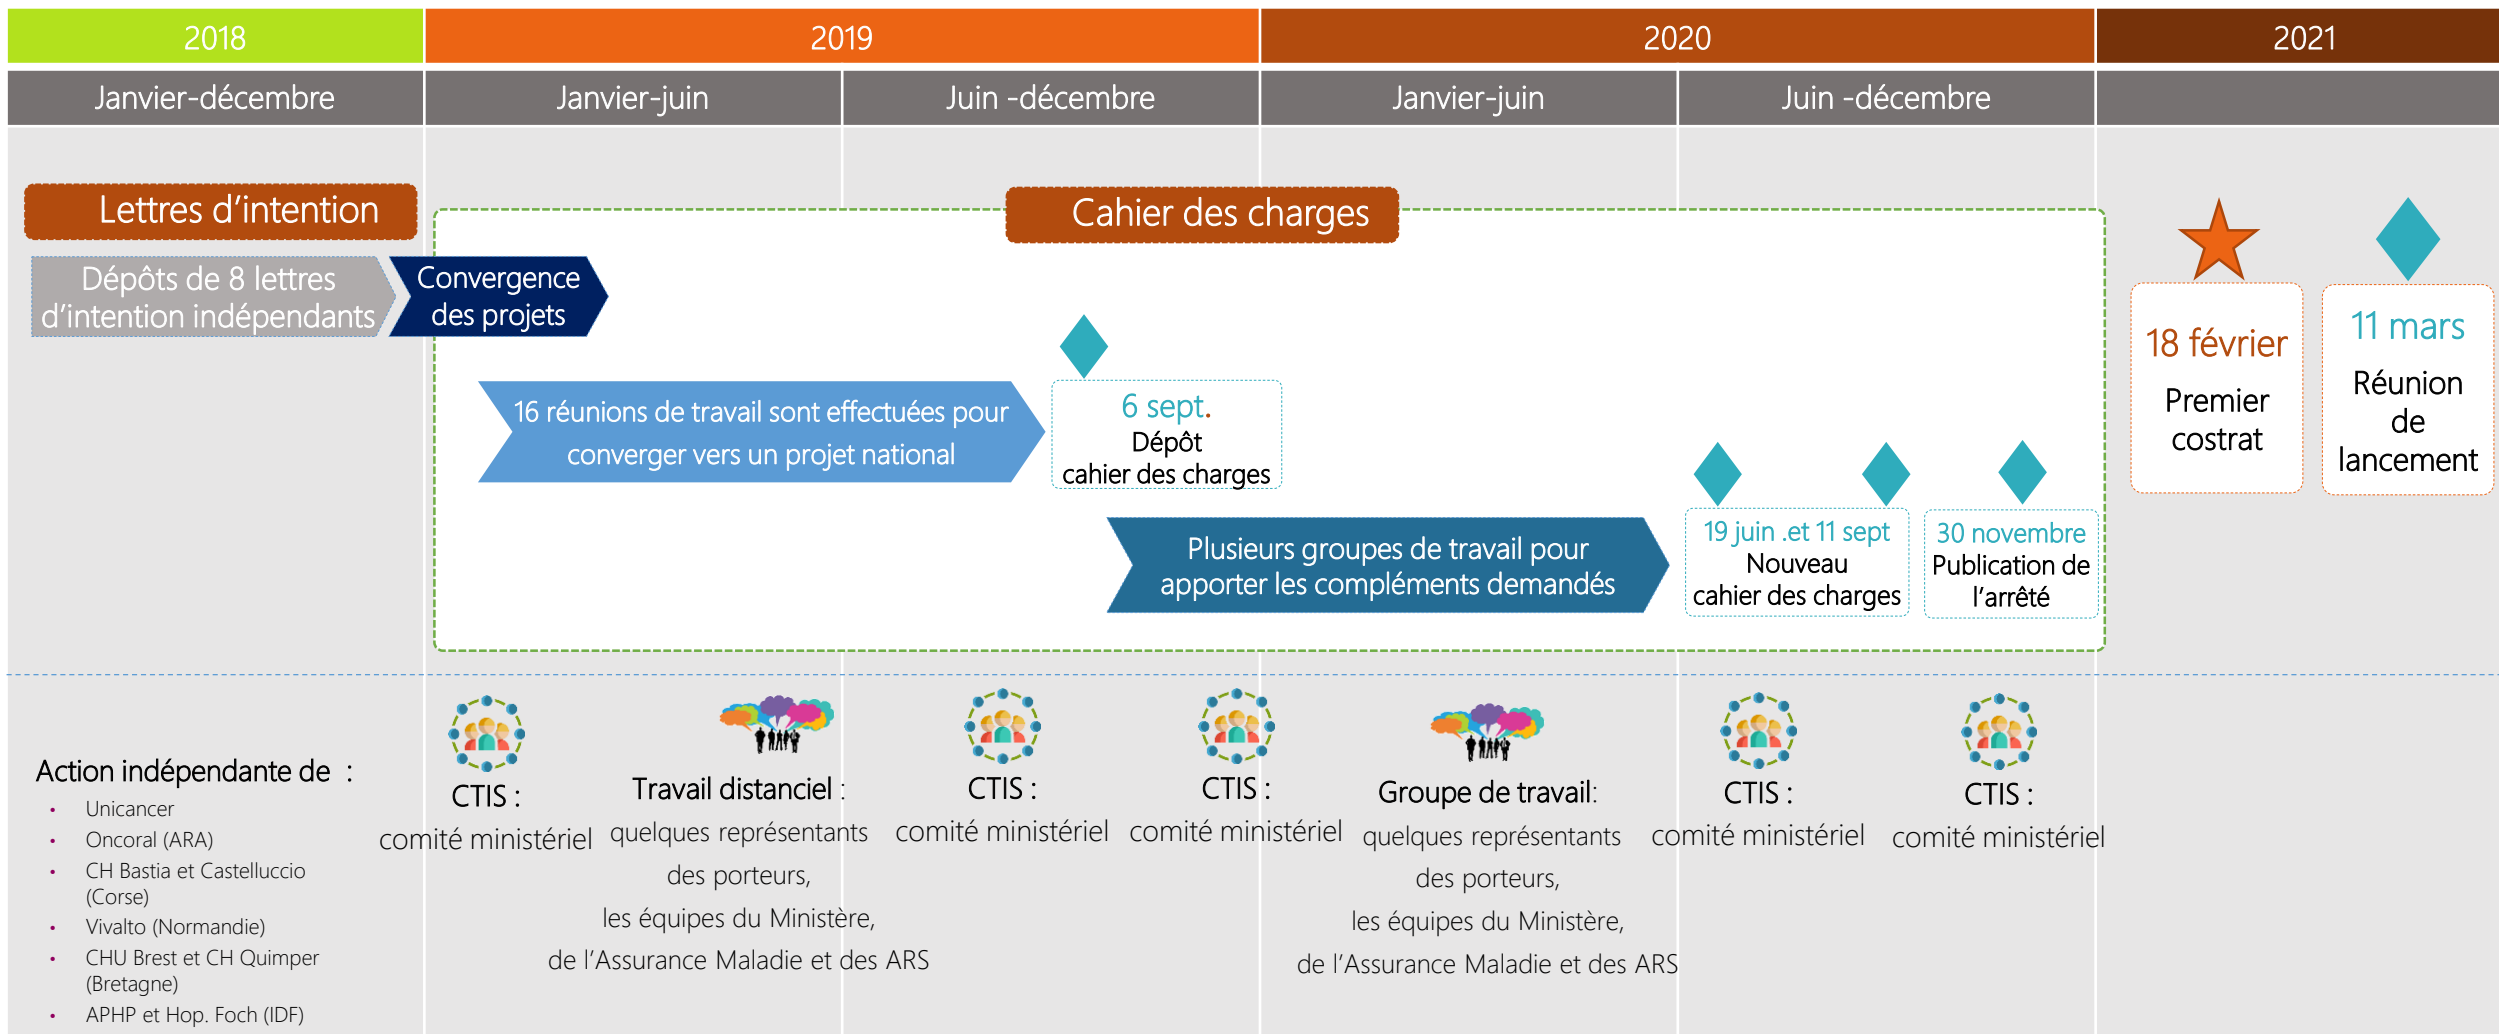 2018
2019
2020
2021
Janvier-décembre
Janvier-juin
Juin -décembre
Janvier-juin
Juin -décembre
Lettres d’intention
Cahier des charges
Dépôts de 8 lettres
d’intention indépendants
Convergence
des projets
16 réunions de travail sont effectuées pour
converger vers un projet national
6 sept.
Dépôt
cahier des charges
Plusieurs groupes de travail pour
apporter les compléments demandés
19 juin .et 11 sept
Nouveau
cahier des charges
30 novembre
Publication de
l’arrêté
18 février
Premier
costrat
11 mars
Réunion
de
lancement
Action indépendante de :
• Unicancer
• Oncoral (ARA)
• CH Bastia et Castelluccio
(Corse)
• Vivalto (Normandie)
• CHU Brest et CH Quimper
(Bretagne)
• APHP et Hop. Foch (IDF)
CTIS :
comité ministériel
Travail distanciel :
quelques représentants
des porteurs,
les équipes du Ministère,
de l’Assurance Maladie et des ARS
CTIS :
comité ministériel
CTIS :
comité ministériel
Groupe de travail:
quelques représentants
des porteurs,
les équipes du Ministère,
de l’Assurance Maladie et des ARS
CTIS :
comité ministériel
CTIS :
comité ministériel